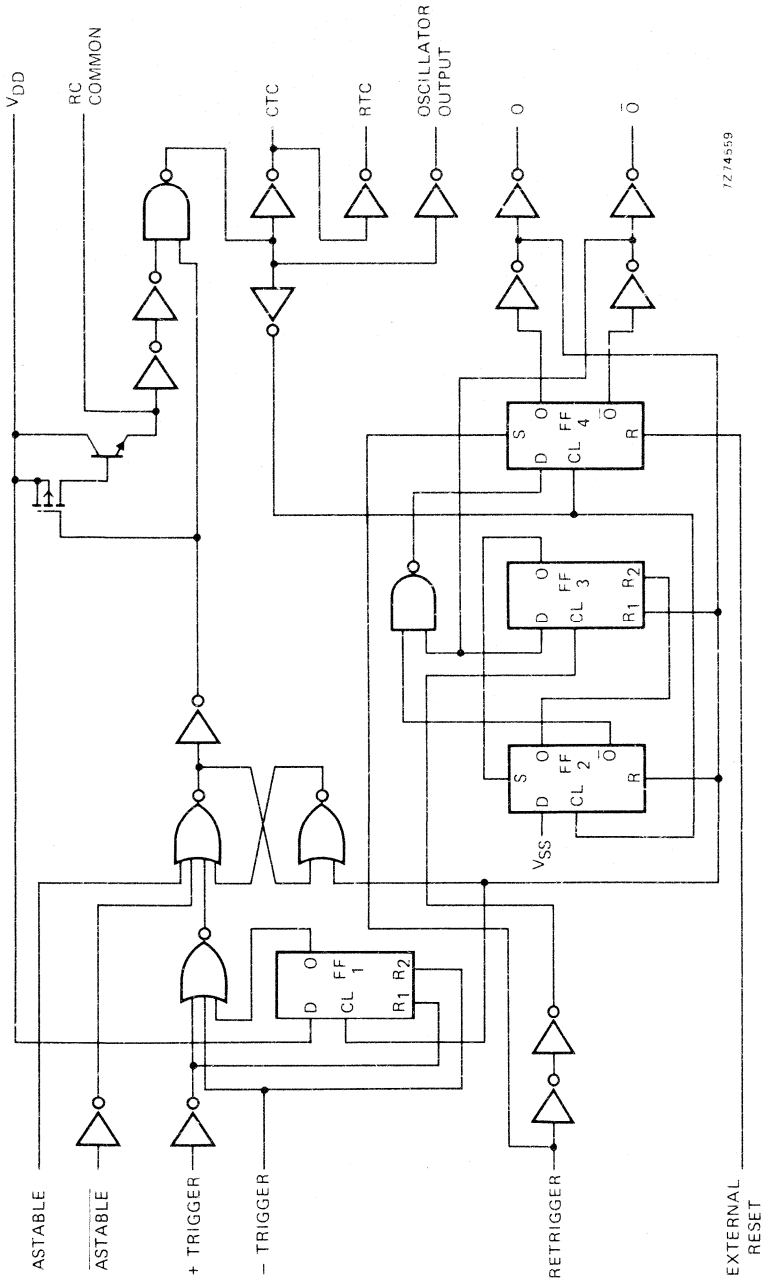 VDD
RC
COMMON
CTC
RTC
OSCILLATOR
OUTPUT
O
O̅
7Z74559
ASTABLE
A̅S̅T̅A̅B̅L̅E̅
+ TRIGGER
− TRIGGER
RETRIGGER
EXTERNAL
RESET
D
O
FF
1
CL
R1
R2
VSS
S
D
O
FF
2
CL
O̅
R
D
O
FF
3
CL
R1
R2
S
D
O
FF
4
CL
O̅
R